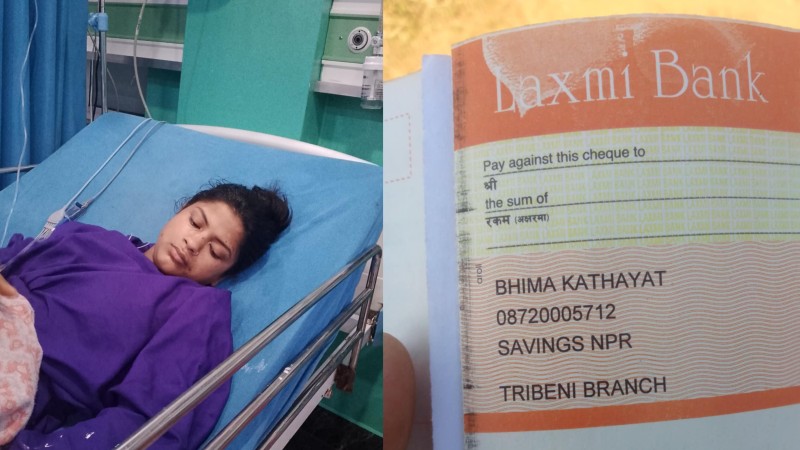 Laxmi Bank
Pay against this cheque to
श्री
the sum of
रकम (अक्षरमा)
BHIMA KATHAYAT
08720005712
SAVINGS NPR
TRIBENI BRANCH